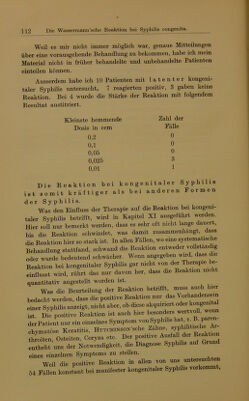 112 Die Wassermann'sche Reaktion bei Syphilis congenita.
Weil es mir nicht immer möglich war, genaue Mitteilungen
über eine vorausgehende Behandlung zu bekommen, habe ich mein
Material nicht in früher behandelte und unbehandelte Patienten
einteilen können.
Ausserdem habe ich 10 Patienten mit latenter kongeni-
taler Syphilis untersucht, 7 reagierten positiv, 3 gaben keine
Reaktion. Bei 4 wurde die Stärke der Reaktion mit folgendem
Resultat austitriert.
Kleinste hemmende Zahl der
Dosis in ccm Fälle
0,2 0
0,1 0
0,05 0
0,025 3
0,01 1
Die Reaktion bei kongenitaler Syphilis
ist somit kräftiger als bei anderen Formen
der Syphilis.
Was den Einfluss der Therapie auf die Reaktion bei kongeni-
taler Syphilis betrifft, wird in Kapitel XI ausgeführt werden.
Hier soll nur bemerkt werden, dass es sehr oft nicht lange dauert,
bis die Reaktion schwindet, was damit zusammenhängt, dass
die Reaktion hier so stark ist. In allen Fällen, wo eine systematische
Behandlung stattfand, schwand die Reaktion entweder vollständig
oder wurde bedeutend schwächer. Wenn angegeben wird, dass die
Reaktion bei kongenitaler Syphilis gar nicht von der Therapie be-
einflusst wird, rührt das nur davon her, dass die Reaktion nicht
quantitativ angestellt worden ist.
Was die Beurteilung der Reaktion betrifft, muss auch hier
bedacht werden, dass die positive Reaktion nur das Vorhandensein
einer Syphilis anzeigt, nicht aber, ob diese akquiriert oder kongenital
ist. Die positive Reaktion ist auch hier besonders wertvoll, wenn
der Patient nur ein einzelnes Symptom von Syphilis hat, z. B. paren-
chymatöse Keratitis, Hutchinson'sche Zähne, syphilitische Ar-
throiten, Osteiten, Coryza etc. Der positive Ausfall der Reaktion
enthebt uns der Notwendigkeit, die Diagnose Syphilis auf Grund
eines einzelnen Symptoms zu stellen.
Weil die positive Reaktion in allen von uns untersuchten
54 Fällen konstant bei manifester kongenitaler Syphilis vorkommt,